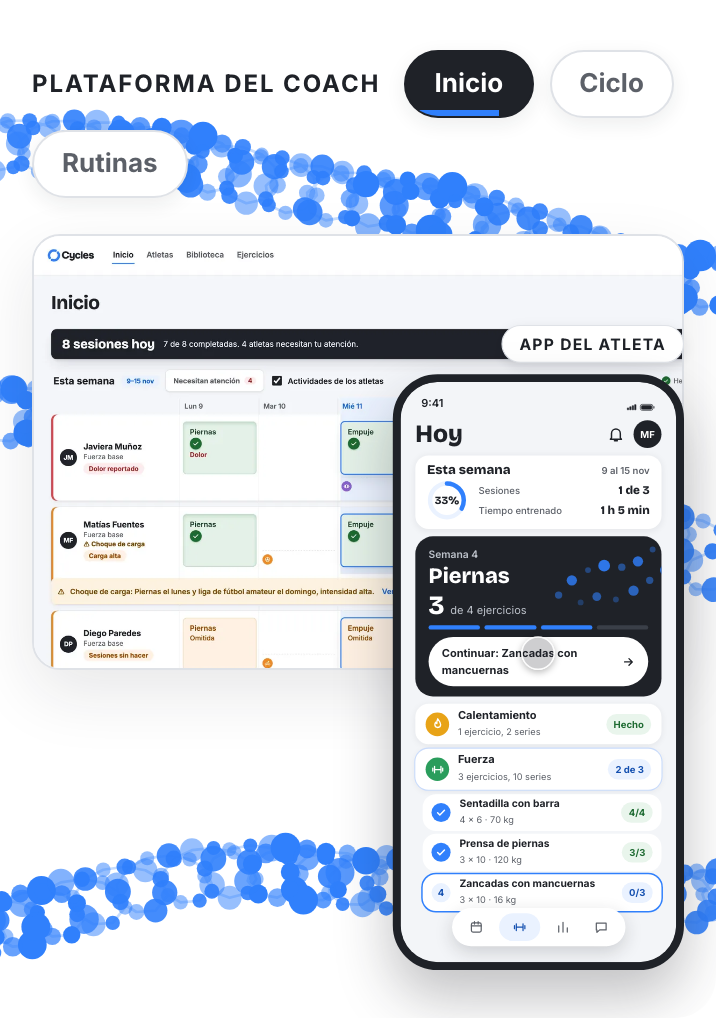 PLATAFORMA DEL COACH
Inicio
Ciclo
Rutinas
Cycles
Inicio
Atletas
Biblioteca
Ejercicios
Inicio
8 sesiones hoy
7 de 8 completadas. 4 atletas necesitan tu atención.
APP DEL ATLETA
Esta semana
9-15 nov
Necesitan atención 4
Actividades de los atletas
Lun 9
Mar 10
Mié 11
JM
Javiera Muñoz
Fuerza base
Dolor reportado
Piernas
Dolor
Empuje
MF
Matías Fuentes
Fuerza base
Choque de carga
Carga alta
Piernas
Empuje
Choque de carga: Piernas el lunes y liga de fútbol amateur el domingo, intensidad alta.
DP
Diego Paredes
Fuerza base
Sesiones sin hacer
Piernas
Omitida
Empuje
Omitida
9:41
Hoy
MF
Esta semana
9 al 15 nov
33%
Sesiones
1 de 3
Tiempo entrenado
1 h 5 min
Semana 4
Piernas
3 de 4 ejercicios
Continuar: Zancadas con
mancuernas
Calentamiento
1 ejercicio, 2 series
Hecho
Fuerza
3 ejercicios, 10 series
2 de 3
Sentadilla con barra
4 × 6 · 70 kg
4/4
Prensa de piernas
3 × 10 · 120 kg
3/3
4
Zancadas con mancuernas
3 × 10 · 16 kg
0/3